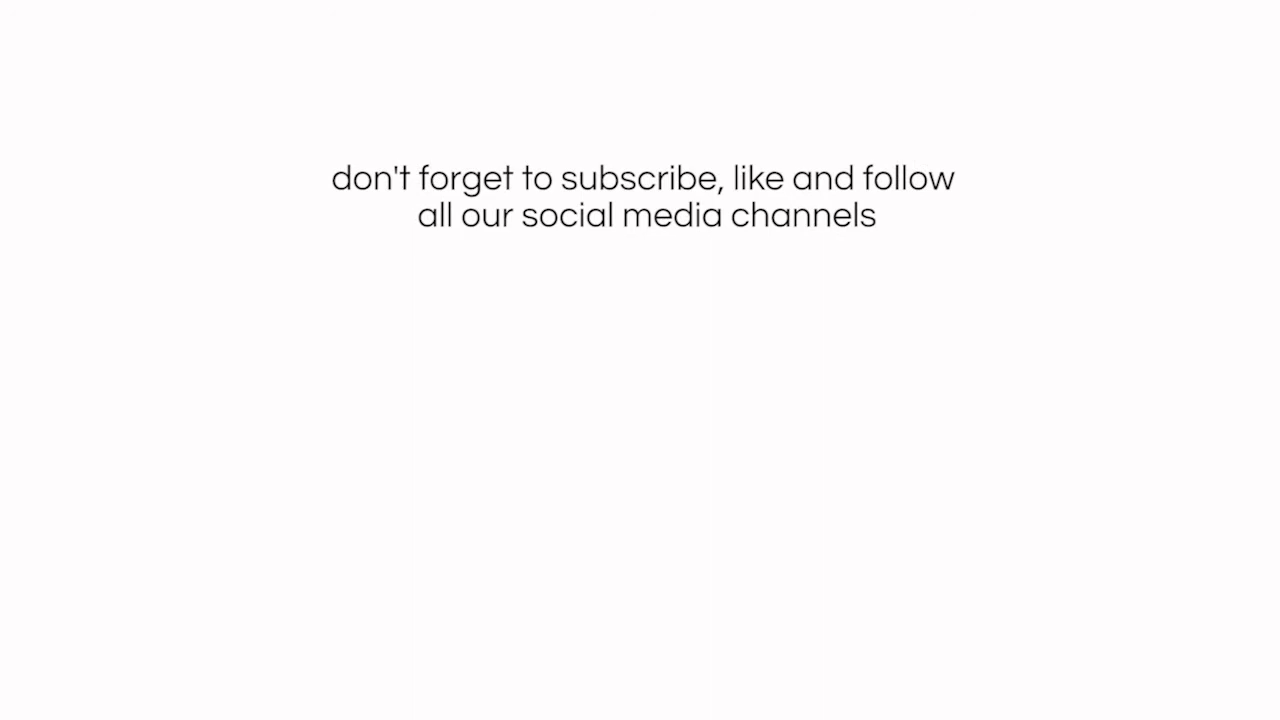 don't forget to subscribe, like and follow
all our social media channels